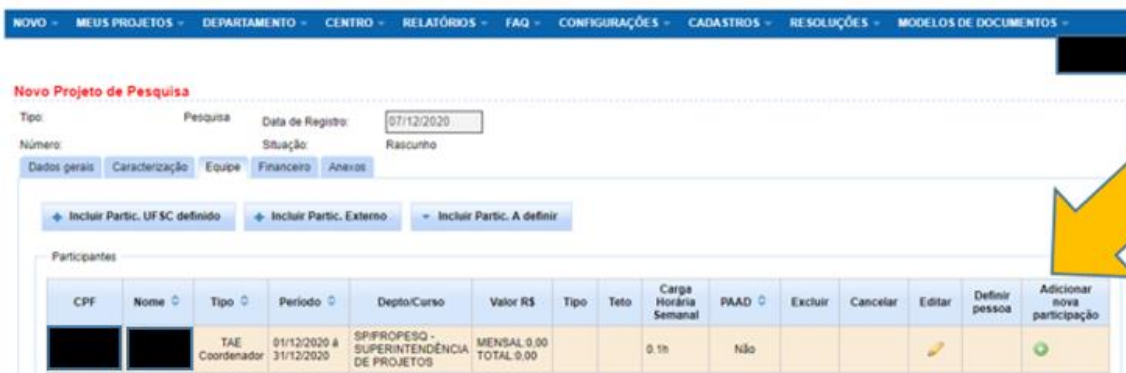 NOVO MEUS PROJETOS DEPARTAMENTO CENTRO RELATÓRIOS FAQ CONFIGURAÇÕES CADASTROS RESOLUÇÕES MODELOS DE DOCUMENTOS
Novo Projeto de Pesquisa
Tipo: Pesquisa Data de Registro: 07/12/2020
Número: Situação: Rascunho
Dados gerais Caracterização Equipe Financeiro Anexos
+ Incluir Partic. UFSC definido + Incluir Partic. Externo - Incluir Partic. A definir
Participantes
CPF Nome Tipo Período Depto/Curso Valor R$ Tipo Teto Carga Horária Semanal PAAD Excluir Cancelar Editar Definir pessoa Adicionar nova participação
TAE Coordenador 01/12/2020 à 31/12/2020 SP/PROPESQ - SUPERINTENDÊNCIA DE PROJETOS MENSAL:0,00 TOTAL:0,00 0.1h Não